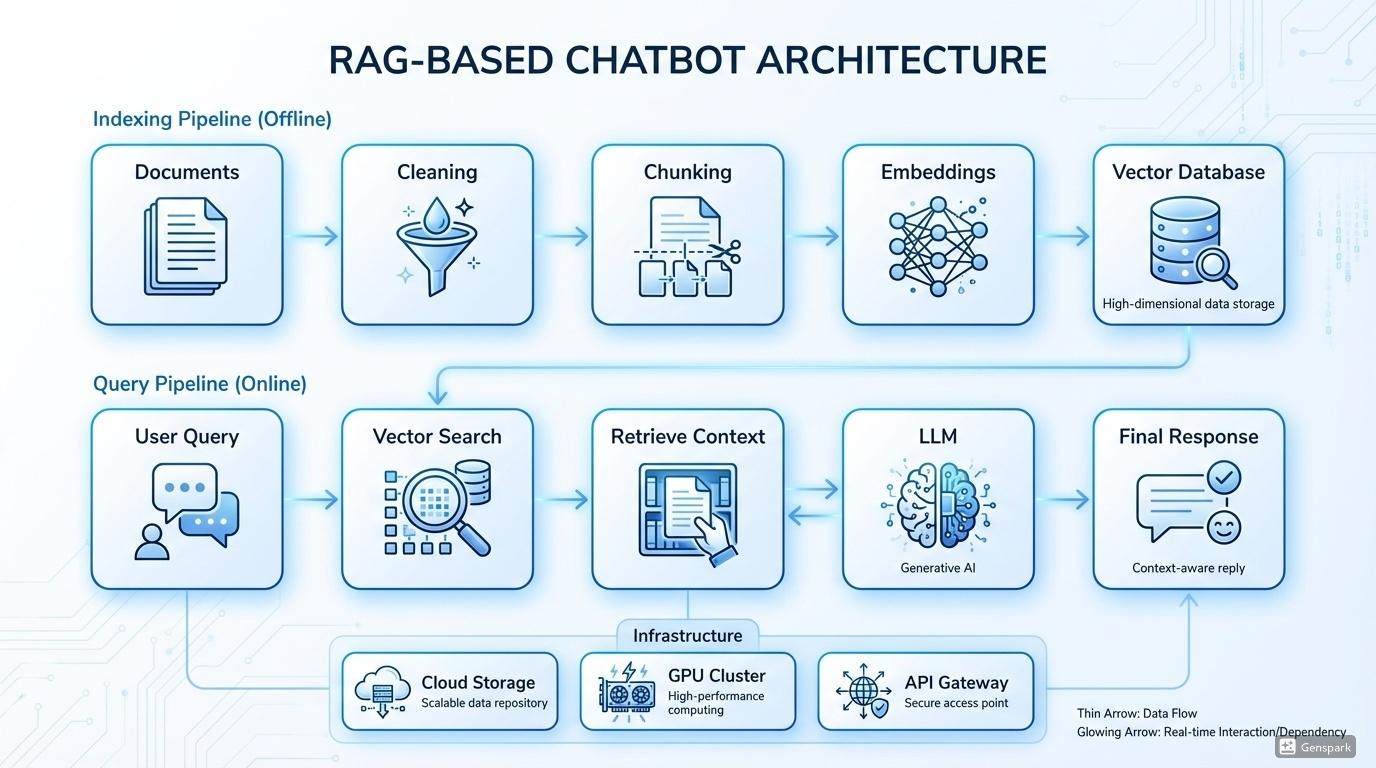 RAG-BASED CHATBOT ARCHITECTURE
Indexing Pipeline (Offline)
Documents
Cleaning
Chunking
Embeddings
Vector Database
High-dimensional data storage
Query Pipeline (Online)
User Query
Vector Search
Retrieve Context
LLM
Generative AI
Final Response
Context-aware reply
Infrastructure
Cloud Storage
Scalable data repository
GPU Cluster
High-performance
computing
API Gateway
Secure access point
Thin Arrow: Data Flow
Glowing Arrow: Real-time Interaction/Dependency
Genspark